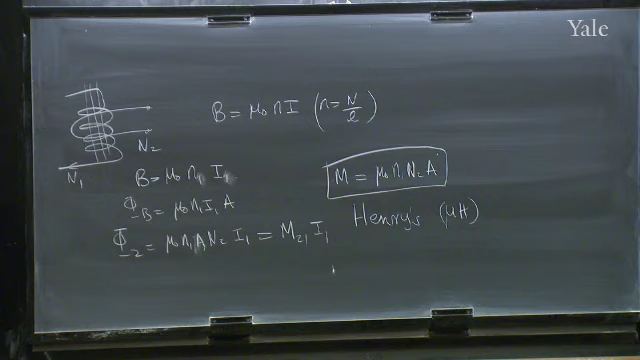 Yale
B = μ₀ n I (n = N/l)
N₂
N₁
B = μ₀ n₁ I₁
M = μ₀ n₁ N₂ A
Φ_B = μ₀ n₁ I₁ A
Henrys (μH)
Φ₂ = μ₀ n₁ A N₂ I₁ = M₂₁ I₁